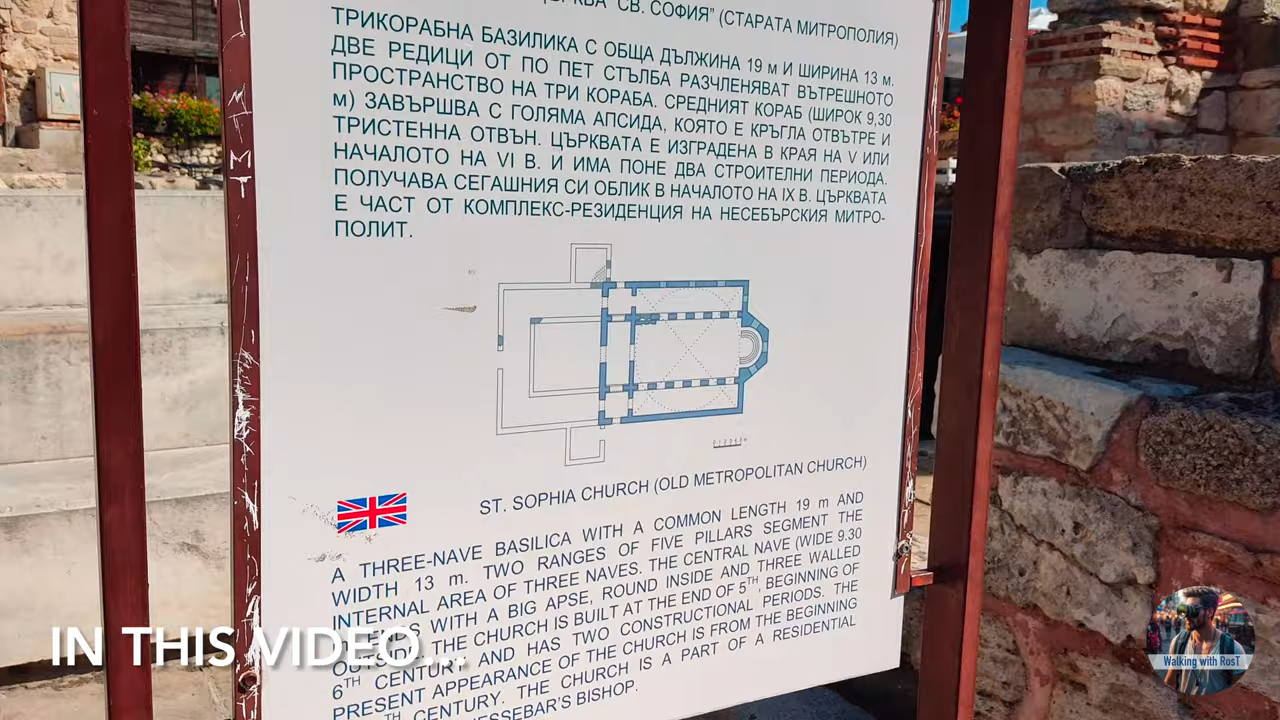 ЦЪРКВА "СВ. СОФИЯ" (СТАРАТА МИТРОПОЛИЯ)
ТРИКОРАБНА БАЗИЛИКА С ОБЩА ДЪЛЖИНА 19 м И ШИРИНА 13 м.
ДВЕ РЕДИЦИ ОТ ПО ПЕТ СТЪЛБА РАЗЧЛЕНЯВАТ ВЪТРЕШНОТО
ПРОСТРАНСТВО НА ТРИ КОРАБА. СРЕДНИЯТ КОРАБ (ШИРОК 9,30
м) ЗАВЪРШВА С ГОЛЯМА АПСИДА, КОЯТО Е КРЪГЛА ОТВЪТРЕ И
ТРИСТЕННА ОТВЪН. ЦЪРКВАТА Е ИЗГРАДЕНА В КРАЯ НА V ИЛИ
НАЧАЛОТО НА VI В. И ИМА ПОНЕ ДВА СТРОИТЕЛНИ ПЕРИОДА.
ПОЛУЧАВА СЕГАШНИЯ СИ ОБЛИК В НАЧАЛОТО НА IX В. ЦЪРКВАТА
Е ЧАСТ ОТ КОМПЛЕКС-РЕЗИДЕНЦИЯ НА НЕСЕБЪРСКИЯ МИТРО-
ПОЛИТ.
ST. SOPHIA CHURCH (OLD METROPOLITAN CHURCH)
A THREE-NAVE BASILICA WITH A COMMON LENGTH 19 m AND
WIDTH 13 m. TWO RANGES OF FIVE PILLARS SEGMENT THE
INTERNAL AREA OF THREE NAVES. THE CENTRAL NAVE (WIDE 9.30
ENDS WITH A BIG APSE, ROUND INSIDE AND THREE WALLED
OUTSIDE. THE CHURCH IS BUILT AT THE END OF 5TH, BEGINNING OF
6TH CENTURY AND HAS TWO CONSTRUCTIONAL PERIODS. THE
PRESENT APPEARANCE OF THE CHURCH IS FROM THE BEGINNING
TH CENTURY. THE CHURCH IS A PART OF A RESIDENTIAL
NESSEBAR'S BISHOP.
IN THIS VIDEO...
Walking with RosT